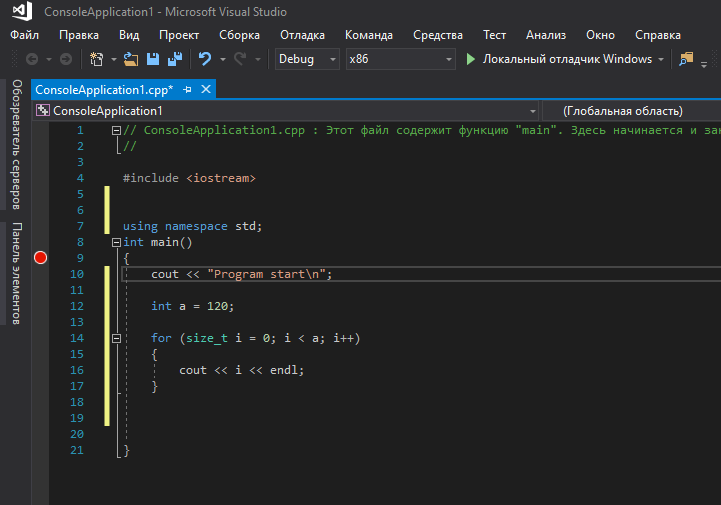 ConsoleApplication1 - Microsoft Visual Studio
Файл Правка Вид Проект Сборка Отладка Команда Средства Тест Анализ Окно Справка
Debug x86 Локальный отладчик Windows
Обозреватель серверов
Панель элементов
ConsoleApplication1.cpp*
ConsoleApplication1 (Глобальная область)
1 // ConsoleApplication1.cpp : Этот файл содержит функцию "main". Здесь начинается и
2 //
3
4 #include <iostream>
5
6
7 using namespace std;
8 int main()
9 {
10 cout << "Program start\n";
11
12 int a = 120;
13
14 for (size_t i = 0; i < a; i++)
15 {
16 cout << i << endl;
17 }
18
19
20
21 }